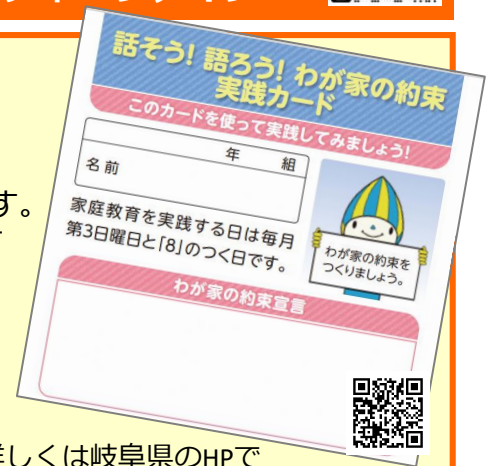 話そう! 語ろう! わが家の約束
実践カード
このカードを使って実践してみましょう!
年 組
名前
す。
家庭教育を実践する日は毎月
第3日曜日と「8」のつく日です。
わが家の約束を
つくりましょう。
わが家の約束宣言
詳しくは岐阜県のHPで